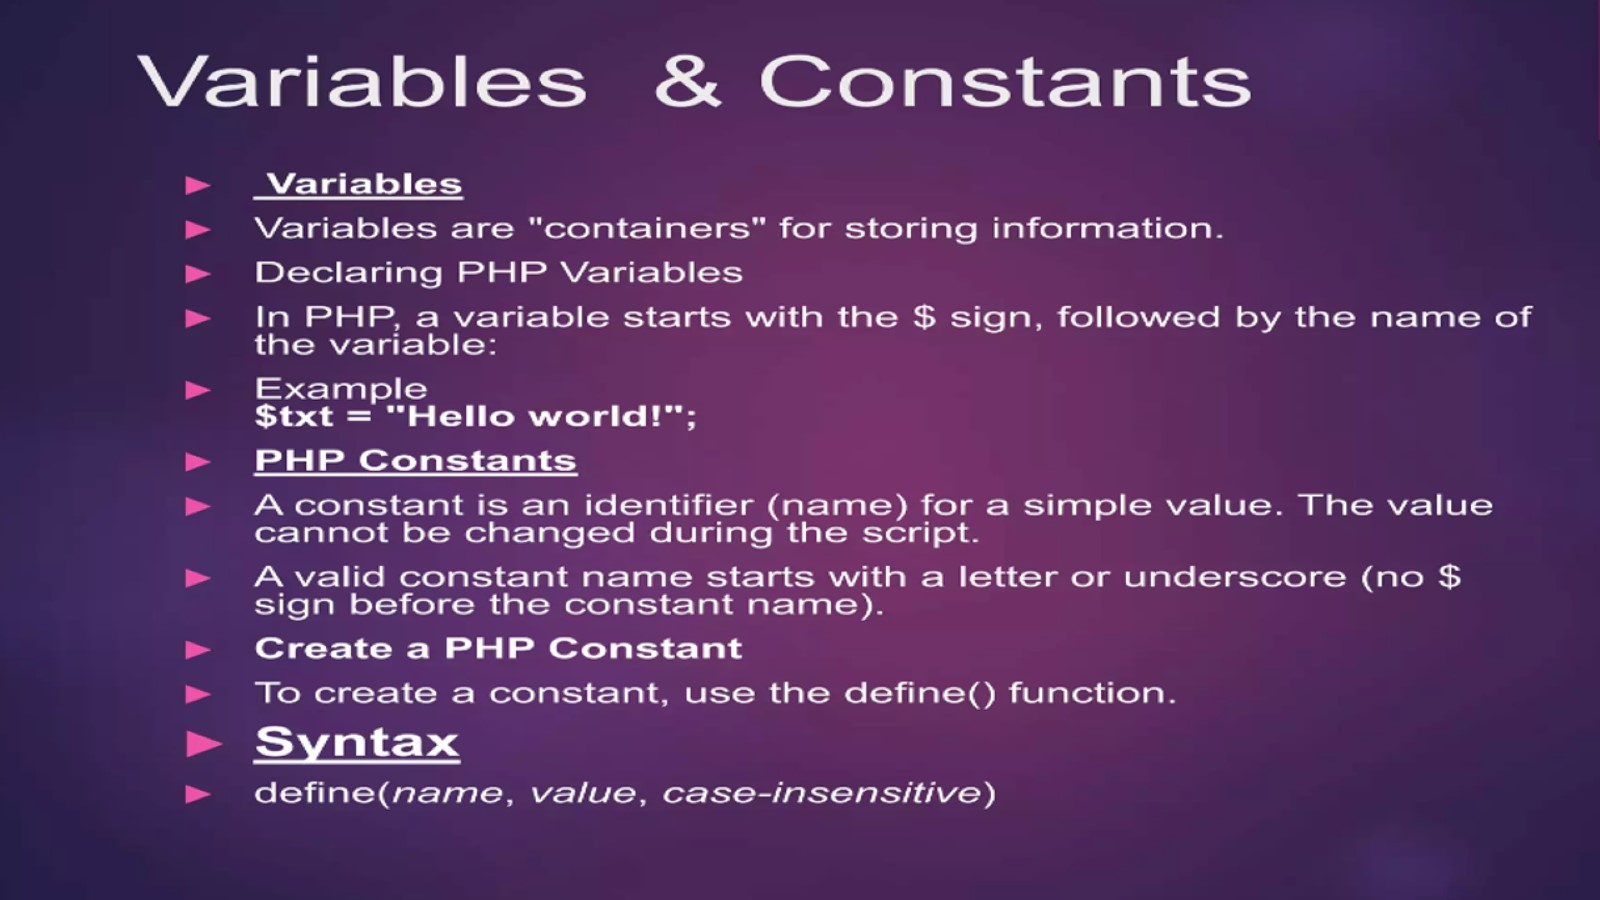 Variables & Constants
Variables
Variables are "containers" for storing information.
Declaring PHP Variables
In PHP, a variable starts with the $ sign, followed by the name of
the variable:
Example
$txt = "Hello world!";
PHP Constants
A constant is an identifier (name) for a simple value. The value
cannot be changed during the script.
A valid constant name starts with a letter or underscore (no $
sign before the constant name).
Create a PHP Constant
To create a constant, use the define() function.
Syntax
define(name, value, case-insensitive)